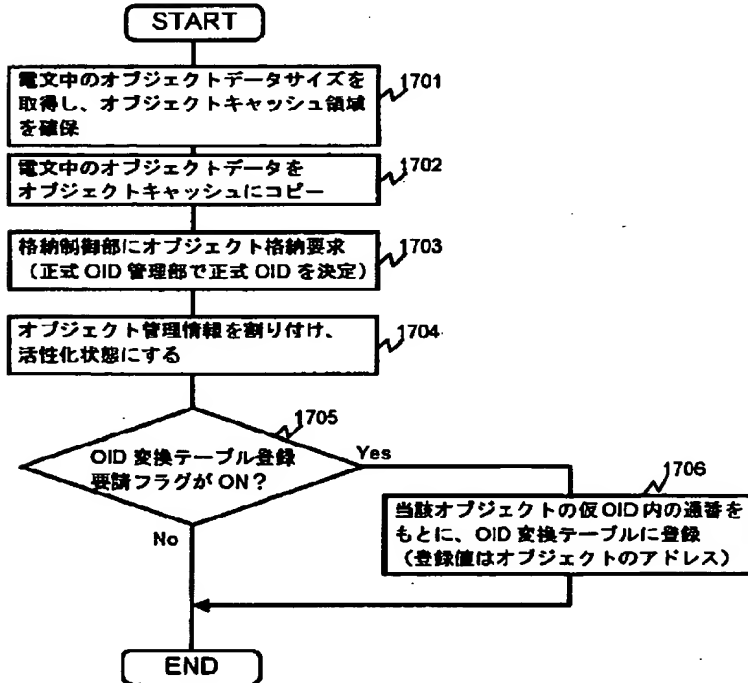 START
電文中のオブジェクトデータサイズを
取得し、オブジェクトキャッシュ領域
を確保
1701
電文中のオブジェクトデータを
オブジェクトキャッシュにコピー
1702
格納制御部にオブジェクト格納要求
(正式 OID 管理部で正式 OID を決定)
1703
オブジェクト管理情報を割り付け、
活性化状態にする
1704
1705
OID 変換テーブル登録
要請フラグが ON?
Yes
No
1706
当該オブジェクトの仮 OID 内の通番を
もとに、OID 変換テーブルに登録
(登録値はオブジェクトのアドレス)
END